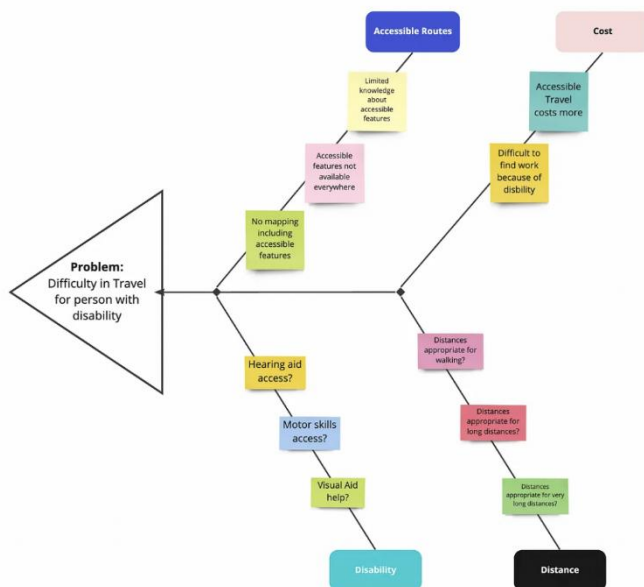 Accessible Routes
Cost
Limited
knowledge
about
accessible
features
Accessible
Travel
costs more
Accessible
features not
available
everywhere
Difficult to
find work
because of
disbility
No mapping
including
accessible
features
Problem:
Difficulty in Travel
for person with
disability
Hearing aid
access?
Distances
appropriate for
walking?
Motor skills
access?
Distances
appropriate for
long distances?
Visual Aid
help?
Distances
appropriate for very
long distances?
Disability
Distance